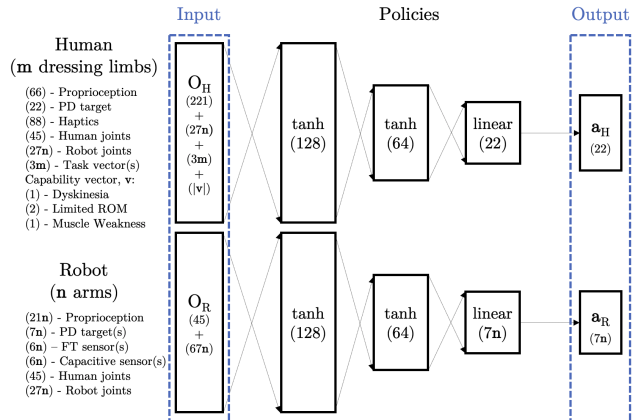 Input
Policies
Output
Human
(m dressing limbs)
(66) - Proprioception
(22) - PD target
(88) - Haptics
(45) - Human joints
(27n) - Robot joints
(3m) - Task vector(s)
Capability vector, v:
(1) - Dyskinesia
(2) - Limited ROM
(1) - Muscle Weakness
O_H
(221)
+
(27n)
+
(3m)
+
(|v|)
tanh
(128)
tanh
(64)
linear
(22)
a_H
(22)
Robot
(n arms)
(21n) - Proprioception
(7n) - PD target(s)
(6n) – FT sensor(s)
(6n) - Capacitive sensor(s)
(45) - Human joints
(27n) - Robot joints
O_R
(45)
+
(67n)
tanh
(128)
tanh
(64)
linear
(7n)
a_R
(7n)